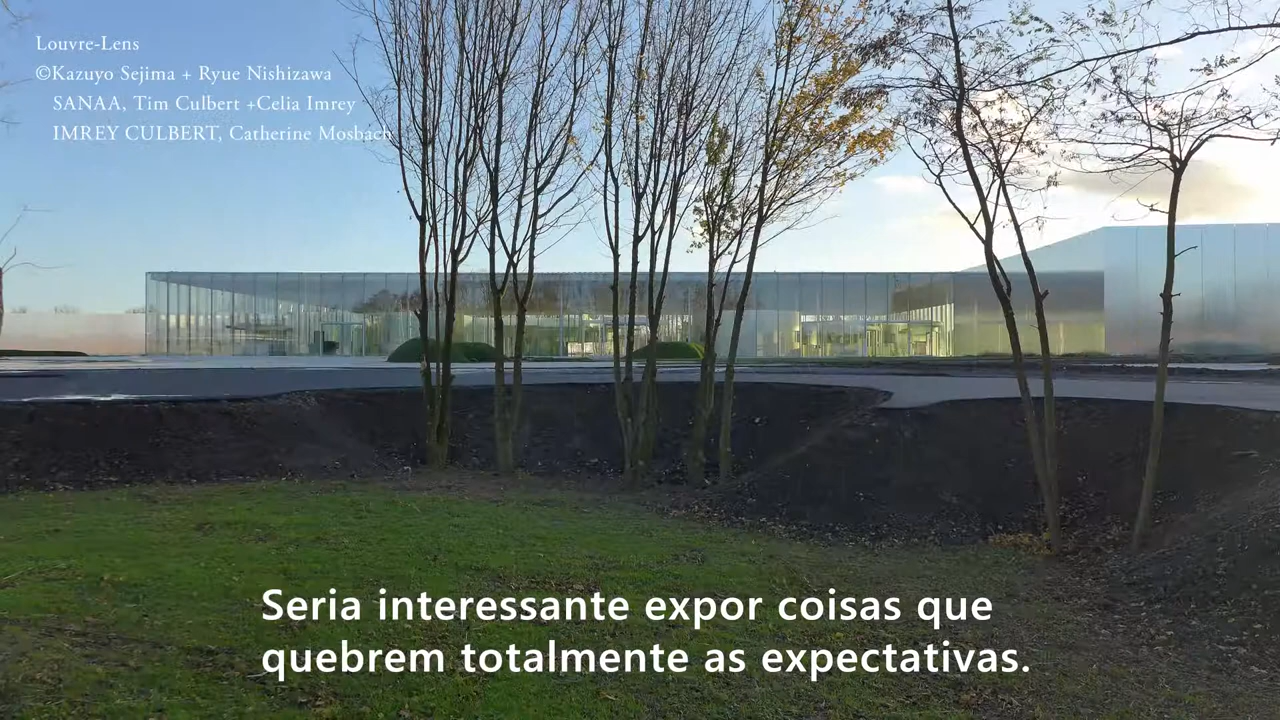 Louvre-Lens
©Kazuyo Sejima + Ryue Nishizawa
SANAA, Tim Culbert +Celia Imrey
IMREY CULBERT, Catherine Mosbach
Seria interessante expor coisas que
quebrem totalmente as expectativas.